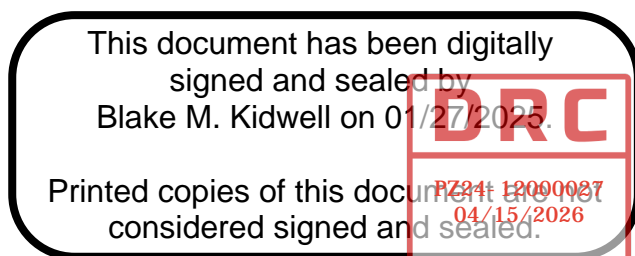 This document has been digitally
signed and sealed by
Blake M. Kidwell on 01/27/2025.
DRC
Printed copies of this document are not
PZ24-12000027
considered signed and sealed.
04/15/2026